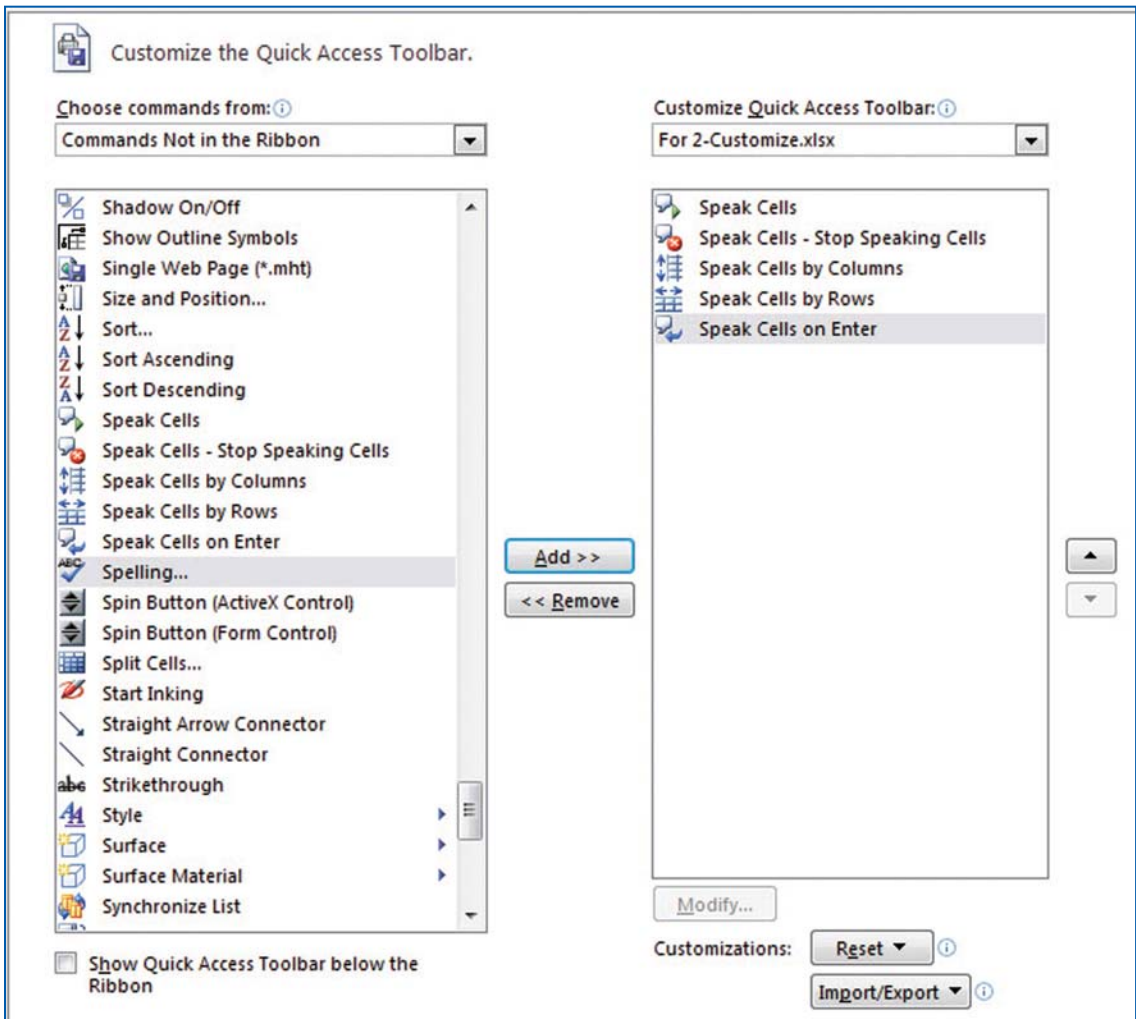 Customize the Quick Access Toolbar.
Choose commands from:
Commands Not in the Ribbon
Shadow On/Off
Show Outline Symbols
Single Web Page (*.mht)
Size and Position...
Sort...
Sort Ascending
Sort Descending
Speak Cells
Speak Cells - Stop Speaking Cells
Speak Cells by Columns
Speak Cells by Rows
Speak Cells on Enter
Spelling...
Spin Button (ActiveX Control)
Spin Button (Form Control)
Split Cells...
Start Inking
Straight Arrow Connector
Straight Connector
Strikethrough
Style
Surface
Surface Material
Synchronize List
Show Quick Access Toolbar below the
Ribbon
Add >>
<< Remove
Customize Quick Access Toolbar:
For 2-Customize.xlsx
Speak Cells
Speak Cells - Stop Speaking Cells
Speak Cells by Columns
Speak Cells by Rows
Speak Cells on Enter
Modify...
Customizations:
Reset
Import/Export